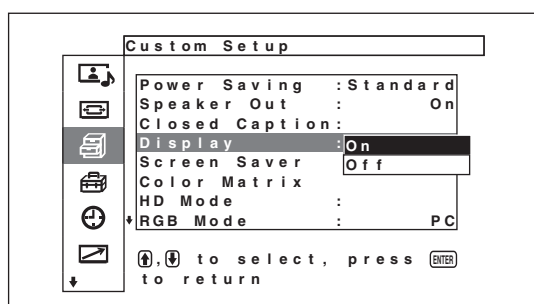 Custom Setup
Power Saving :Standard
Speaker Out : On
Closed Caption:
Display :On
Off
Screen Saver
Color Matrix
HD Mode :
RGB Mode : PC
, to select, press ENTER
to return